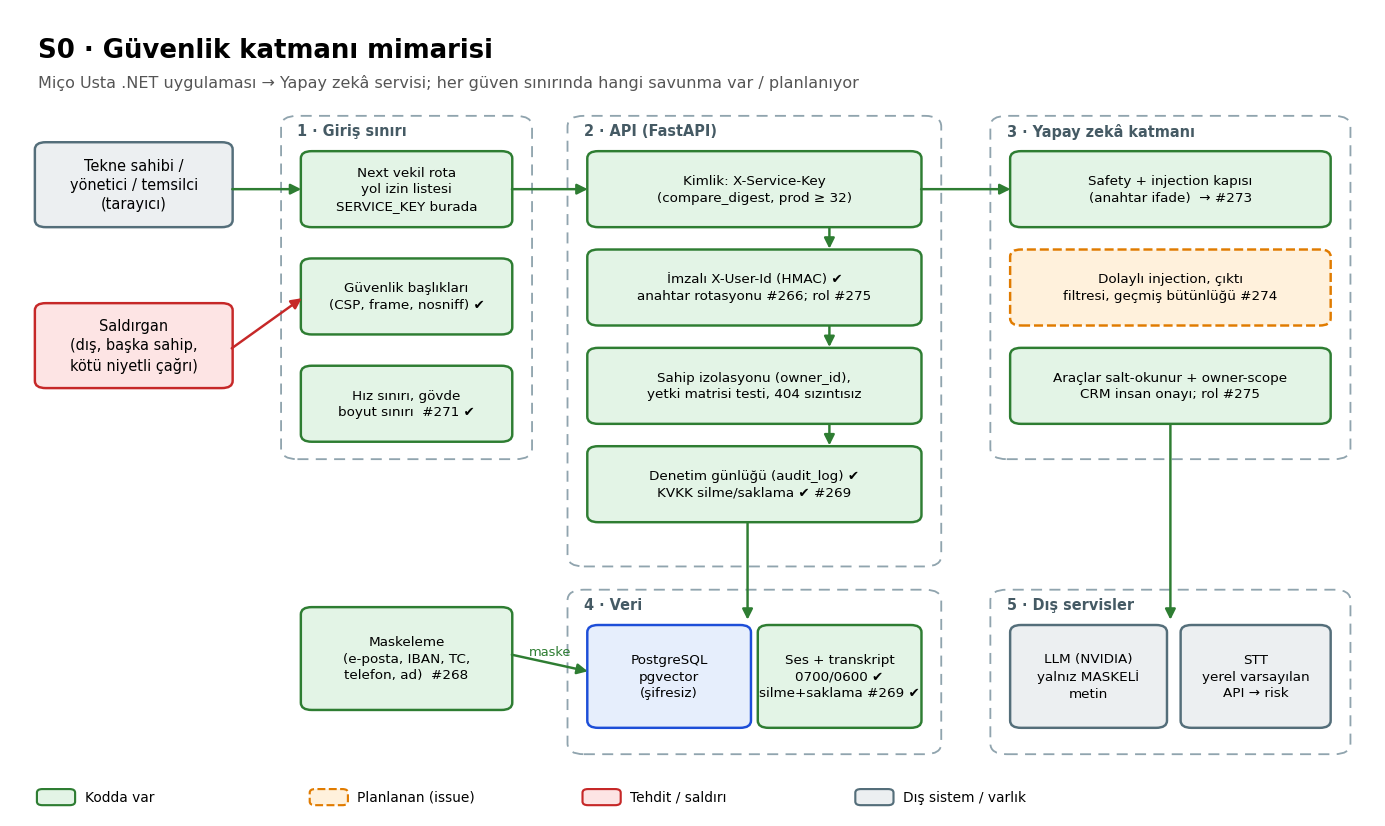 S0 · Güvenlik katmanı mimarisi
Miço Usta .NET uygulaması → Yapay zekâ servisi; her güven sınırında hangi savunma var / planlanıyor
Tekne sahibi /
yönetici / temsilci
(tarayıcı)
Saldırgan
(dış, başka sahip,
kötü niyetli çağrı)
1 · Giriş sınırı
Next vekil rota
yol izin listesi
SERVICE_KEY burada
Güvenlik başlıkları
(CSP, frame, nosniff) ✔
Hız sınırı, gövde
boyut sınırı  #271 ✔
2 · API (FastAPI)
Kimlik: X-Service-Key
(compare_digest, prod ≥ 32)
İmzalı X-User-Id (HMAC) ✔
anahtar rotasyonu #266; rol #275
Sahip izolasyonu (owner_id),
yetki matrisi testi, 404 sızıntısız
Denetim günlüğü (audit_log) ✔
KVKK silme/saklama ✔ #269
3 · Yapay zekâ katmanı
Safety + injection kapısı
(anahtar ifade)  → #273
Dolaylı injection, çıktı
filtresi, geçmiş bütünlüğü #274
Araçlar salt-okunur + owner-scope
CRM insan onayı; rol #275
Maskeleme
(e-posta, IBAN, TC,
telefon, ad)  #268
maske
4 · Veri
PostgreSQL
pgvector
(şifresiz)
Ses + transkript
0700/0600 ✔
silme+saklama #269 ✔
5 · Dış servisler
LLM (NVIDIA)
yalnız MASKELİ
metin
STT
yerel varsayılan
API → risk
Kodda var
Planlanan (issue)
Tehdit / saldırı
Dış sistem / varlık